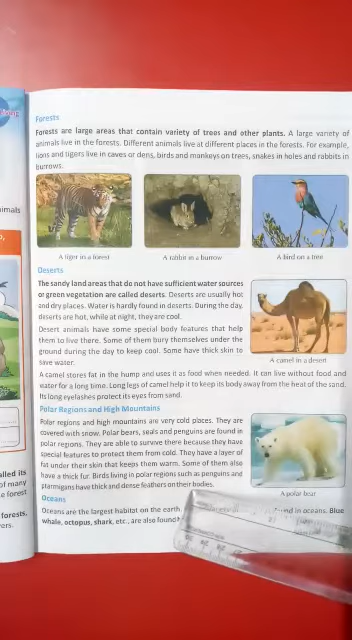 Forests
Forests are large areas that contain variety of trees and other plants. A large variety of
animals live in the forests. Different animals live at different places in the forests. For example,
lions and tigers live in caves or dens, birds and monkeys on trees, snakes in holes and rabbits in
burrows.
A tiger in a forest
A rabbit in a burrow
A bird on a tree
Deserts
The sandy land areas that do not have sufficient water sources
or green vegetation are called deserts. Deserts are usually hot
and dry places. Water is hardly found in deserts. During the day,
deserts are hot, while at night, they are cool.
Desert animals have some special body features that help
them to live there. Some of them bury themselves under the
ground during the day to keep cool. Some have thick skin to
save water.
A camel in a desert
A camel stores fat in the hump and uses it as food when needed. It can live without food and
water for a long time. Long legs of camel help it to keep its body away from the heat of the sand.
Its long eyelashes protect its eyes from sand.
Polar Regions and High Mountains
Polar regions and high mountains are very cold places. They are
covered with snow. Polar bears, seals and penguins are found in
polar regions. They are able to survive there because they have
special features to protect them from cold. They have a layer of
fat under their skin that keeps them warm. Some of them also
have a thick fur. Birds living in polar regions such as penguins and
ptarmigans have thick and dense feathers on their bodies.
A polar bear
Oceans
Oceans are the largest habitat on the earth. in oceans. Blue
whale, octopus, shark, etc., are also found
imals
alled its
of many
e forest
forests,
ers.